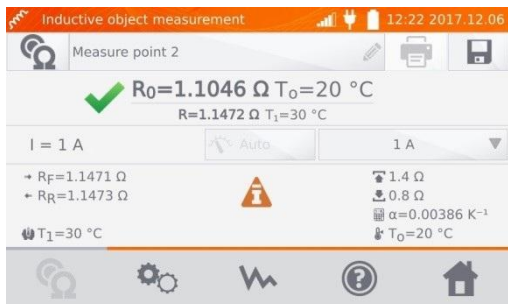 Inductive object measurement 12:22 2017.12.06
Measure point 2
R0=1.1046 Ω To=20 °C
R=1.1472 Ω T1=30 °C
I = 1 A Auto 1 A
RF=1.1471 Ω 1.4 Ω
RR=1.1473 Ω 0.8 Ω
α=0.00386 K⁻¹
T1=30 °C To=20 °C